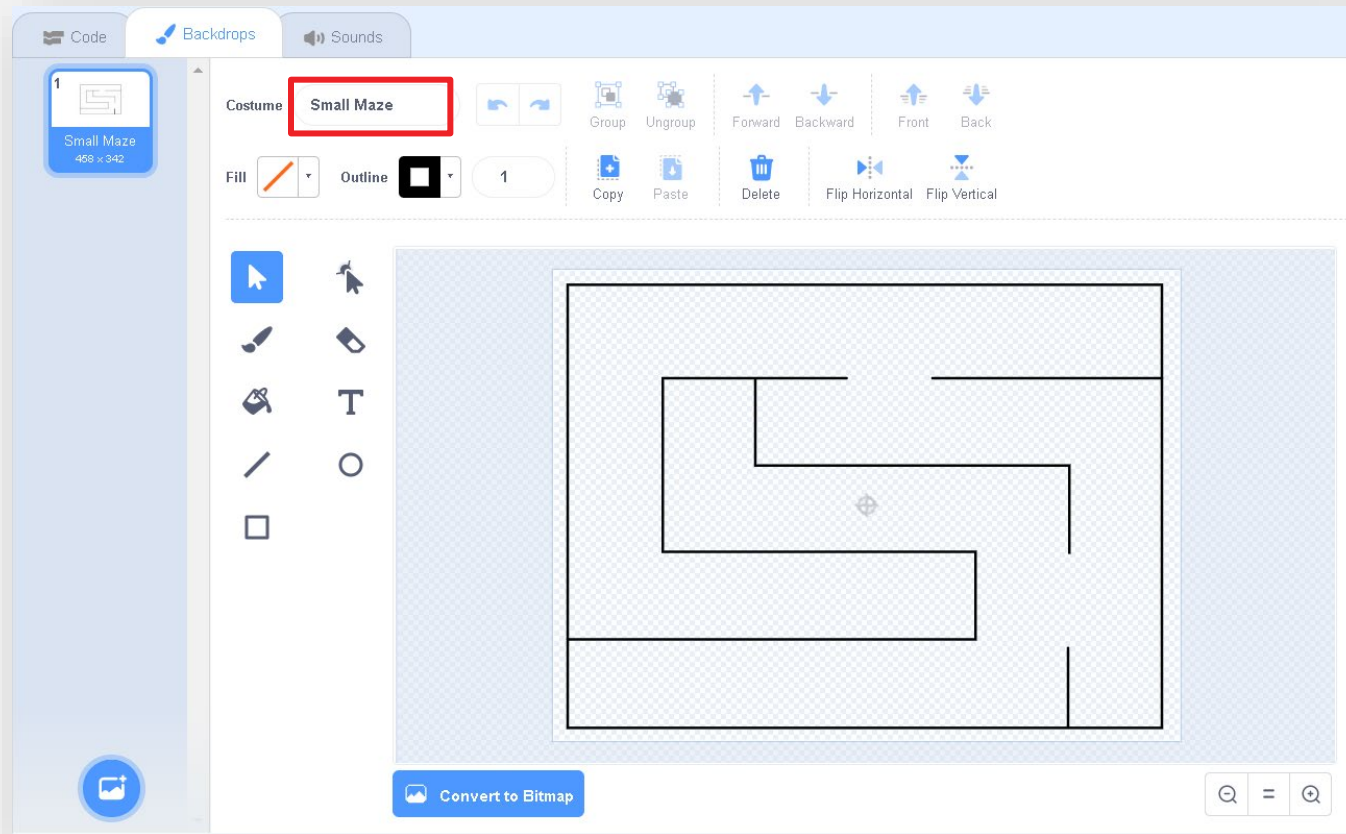 Code
Backdrops
Sounds
1
Small Maze
458 × 342
Costume
Small Maze
Group
Ungroup
Forward
Backward
Front
Back
Fill
Outline
1
Copy
Paste
Delete
Flip Horizontal
Flip Vertical
T
Convert to Bitmap
=